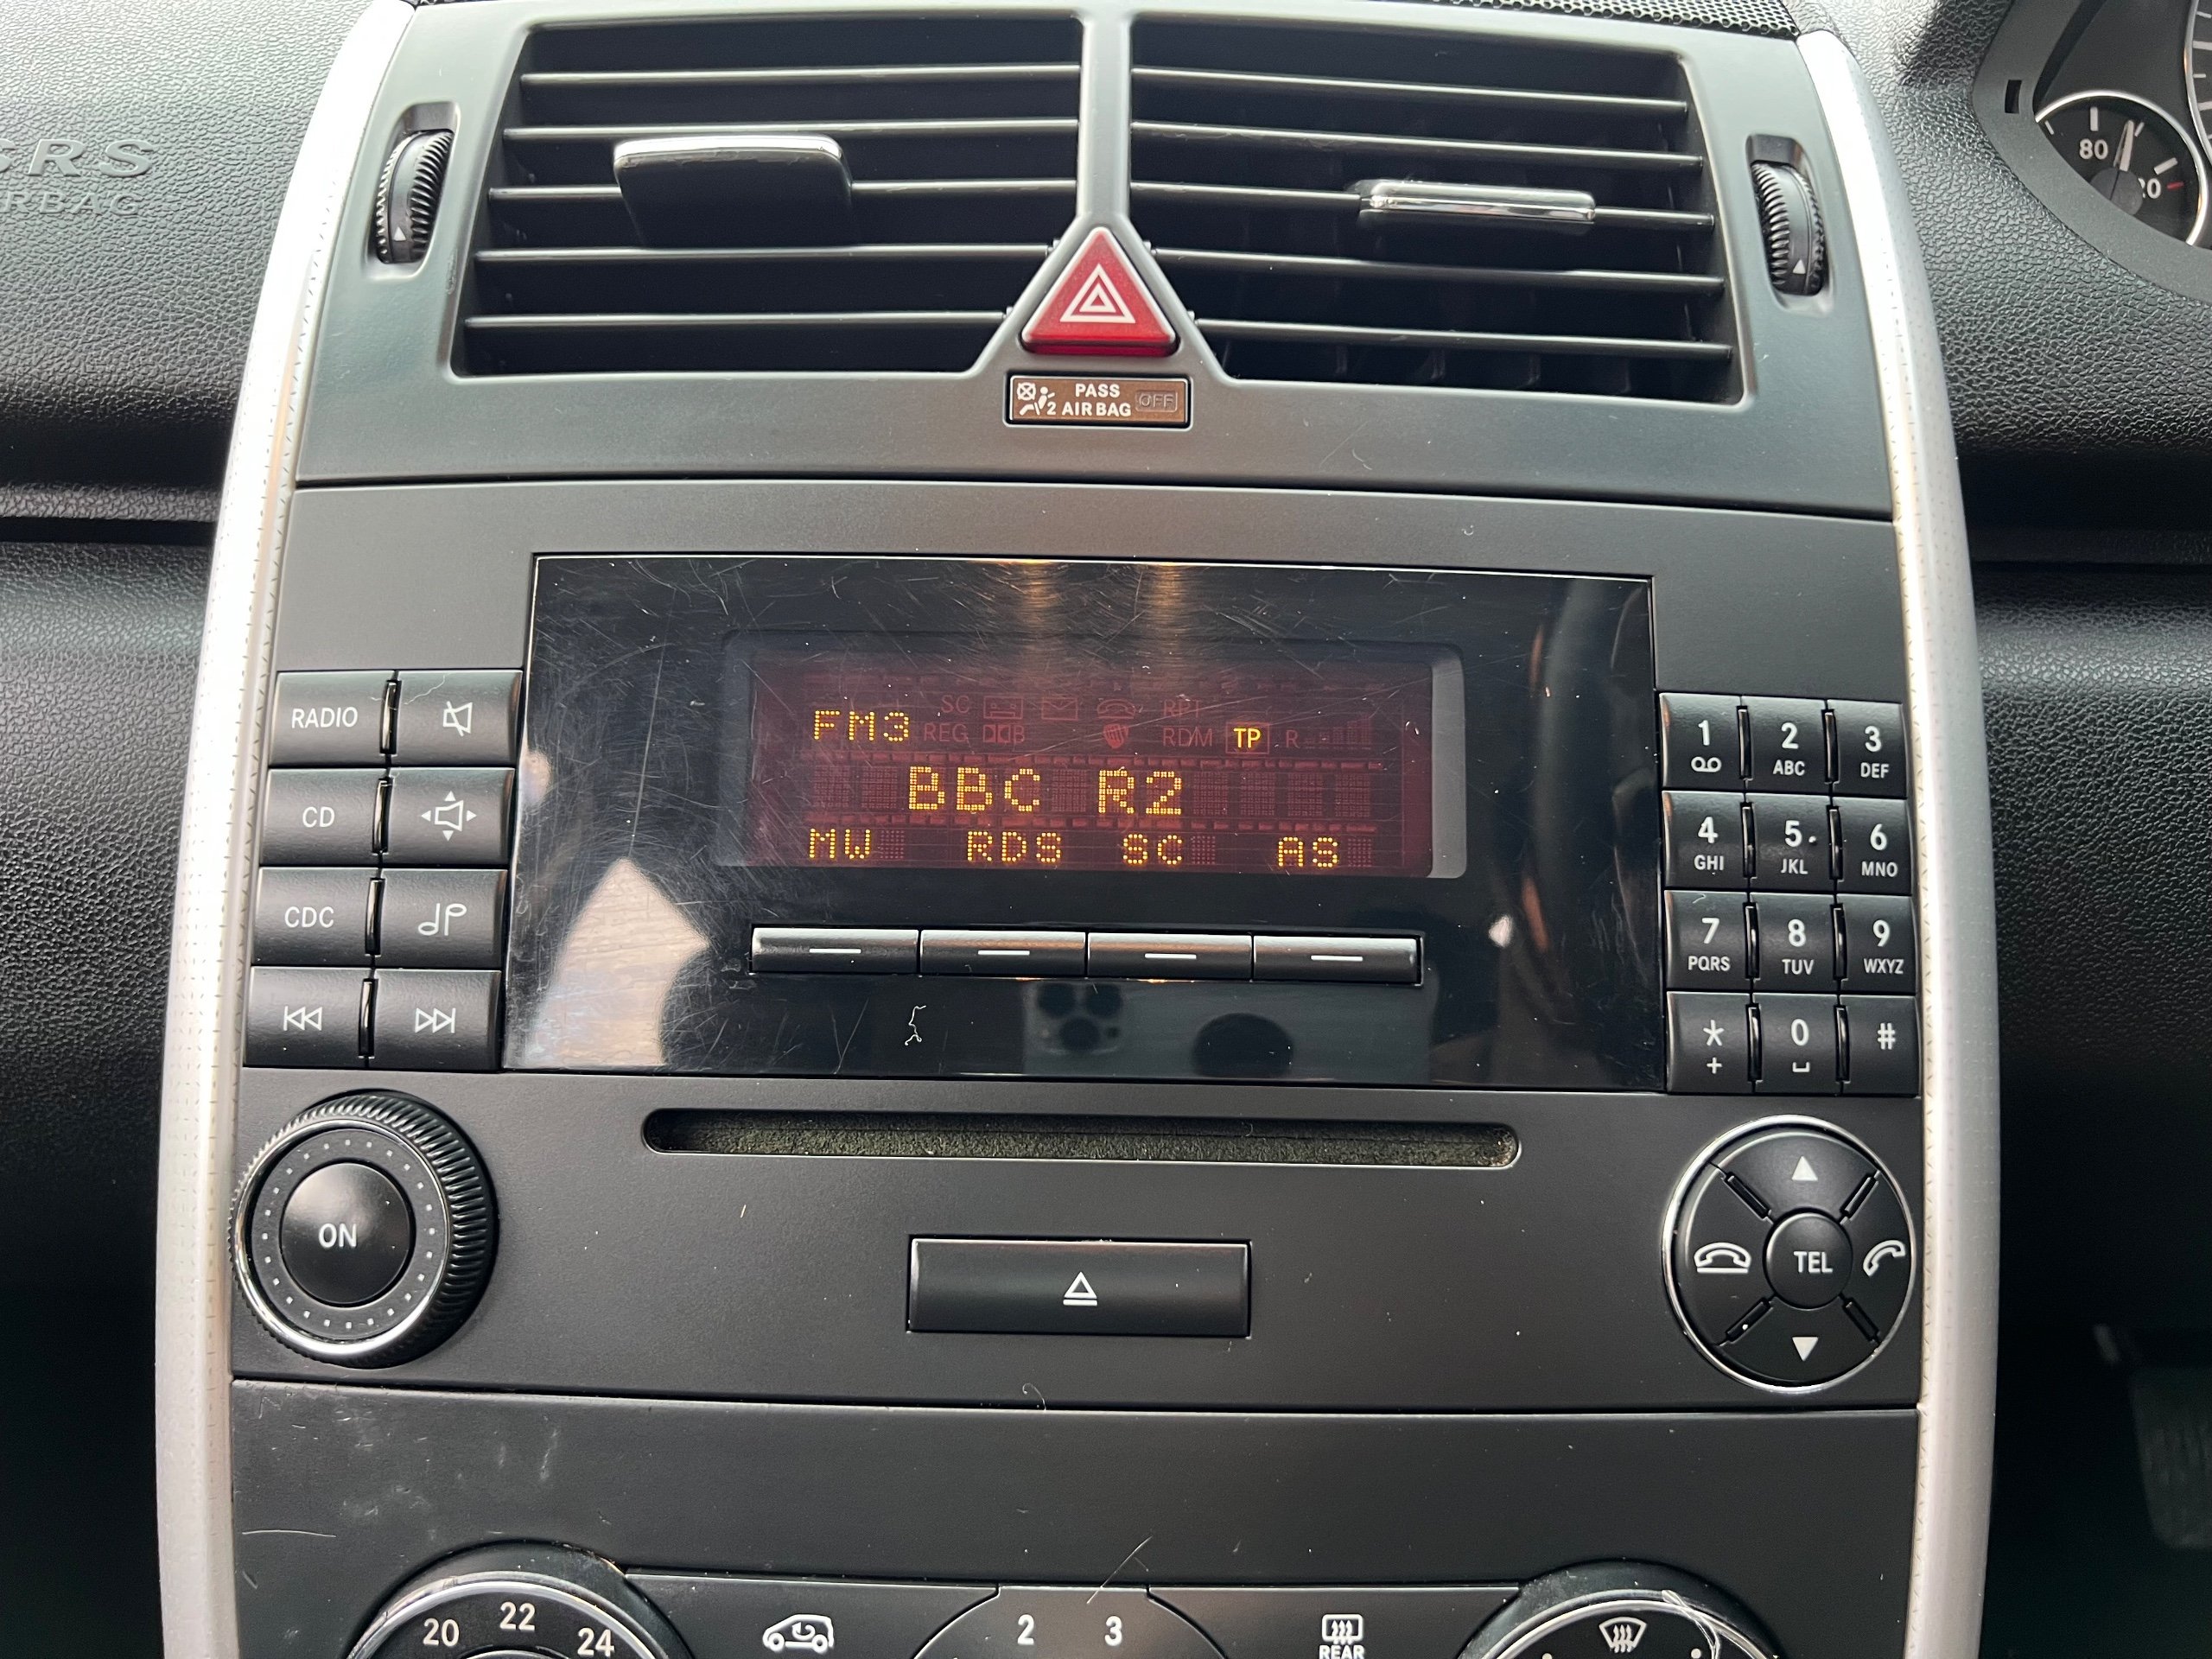 SRS
AIRBAG
80
PASS
2 AIRBAG OFF
SC RPT
FM3 REG RDM TP R
BBC R2
MW RDS SC AS
RADIO
CD
CDC
1
2 ABC
3 DEF
4 GHI
5 JKL
6 MNO
7 PQRS
8 TUV
9 WXYZ
* +
0
#
ON
TEL
20 22 24
2 3
REAR